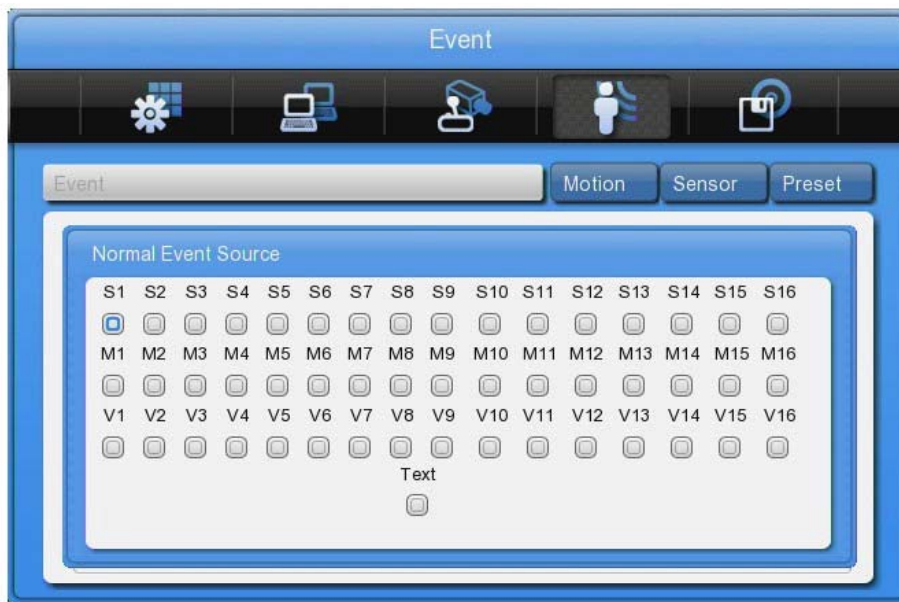 Event
Event Motion Sensor Preset
Normal Event Source
S1 S2 S3 S4 S5 S6 S7 S8 S9 S10 S11 S12 S13 S14 S15 S16
M1 M2 M3 M4 M5 M6 M7 M8 M9 M10 M11 M12 M13 M14 M15 M16
V1 V2 V3 V4 V5 V6 V7 V8 V9 V10 V11 V12 V13 V14 V15 V16
Text